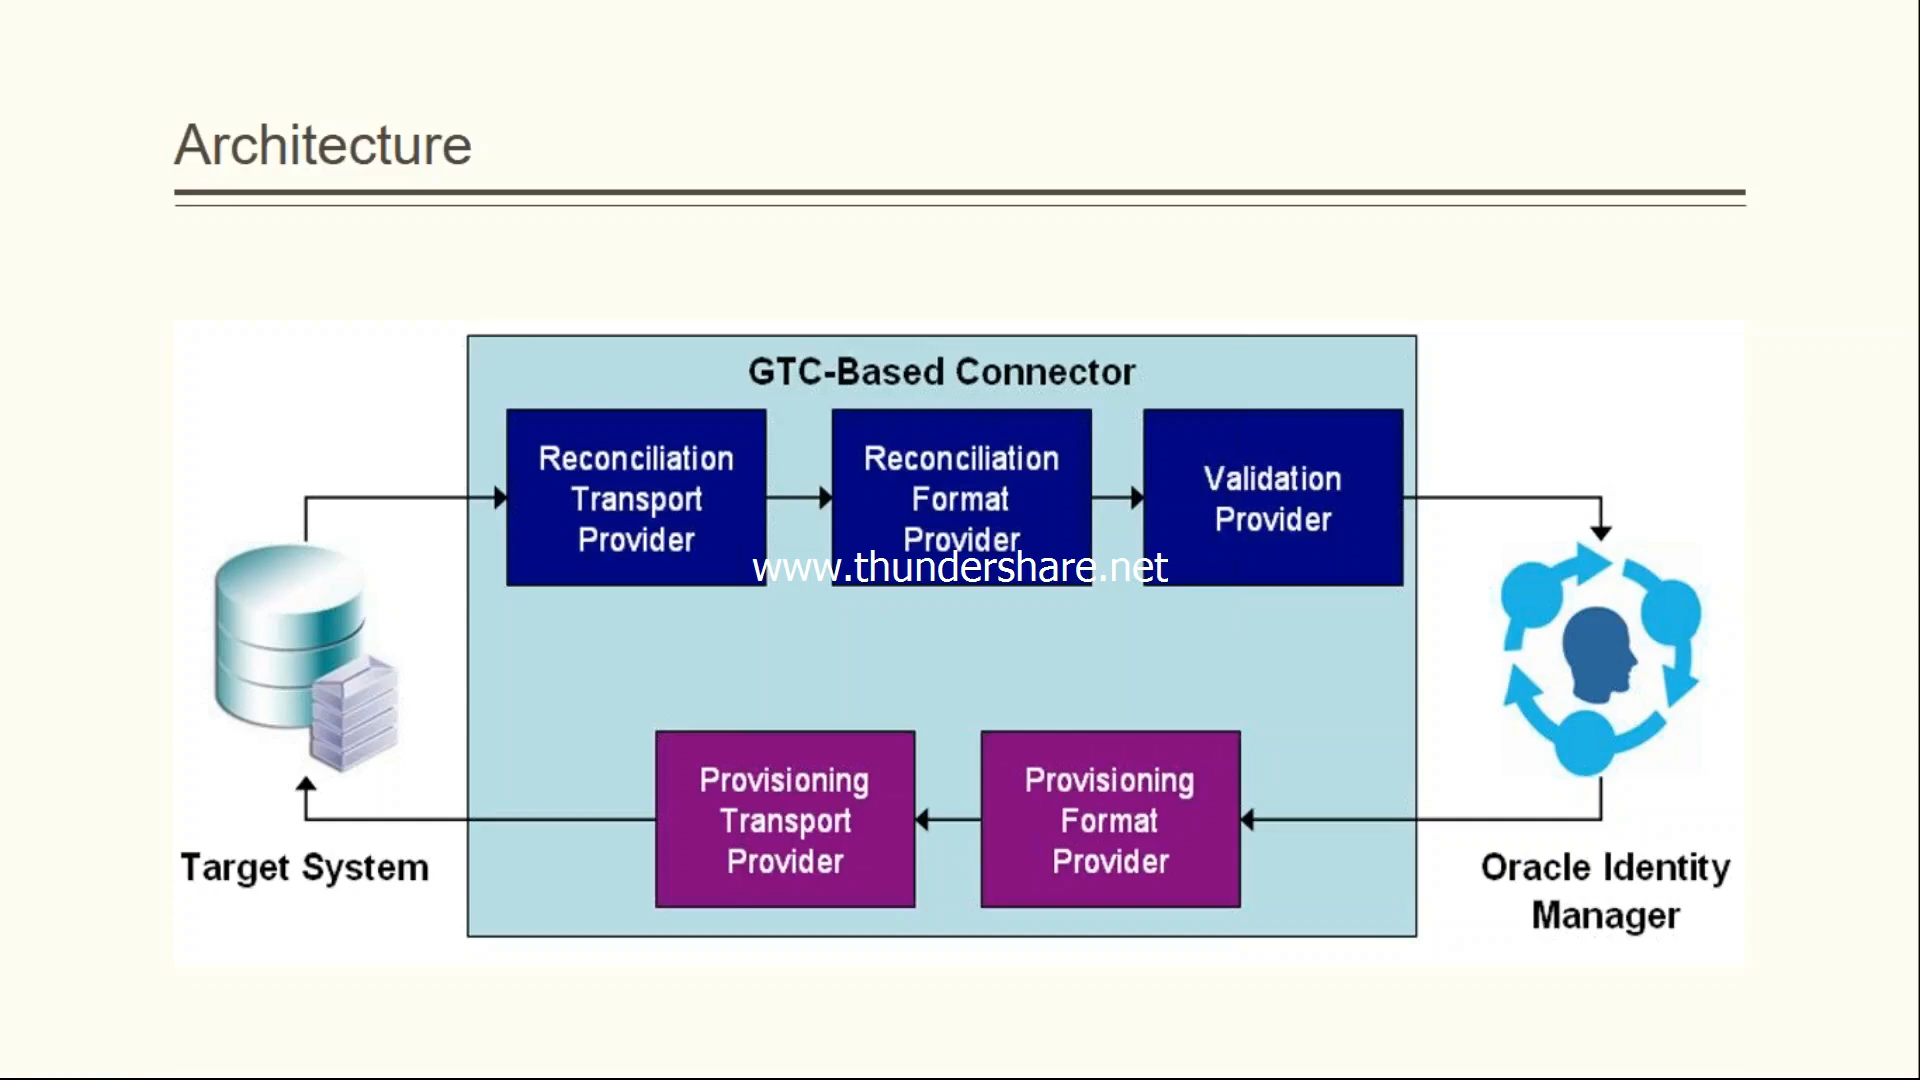 Architecture
GTC-Based Connector
Reconciliation
Transport
Provider
Reconciliation
Format
Provider
Validation
Provider
www.thundershare.net
Provisioning
Transport
Provider
Provisioning
Format
Provider
Target System
Oracle Identity
Manager